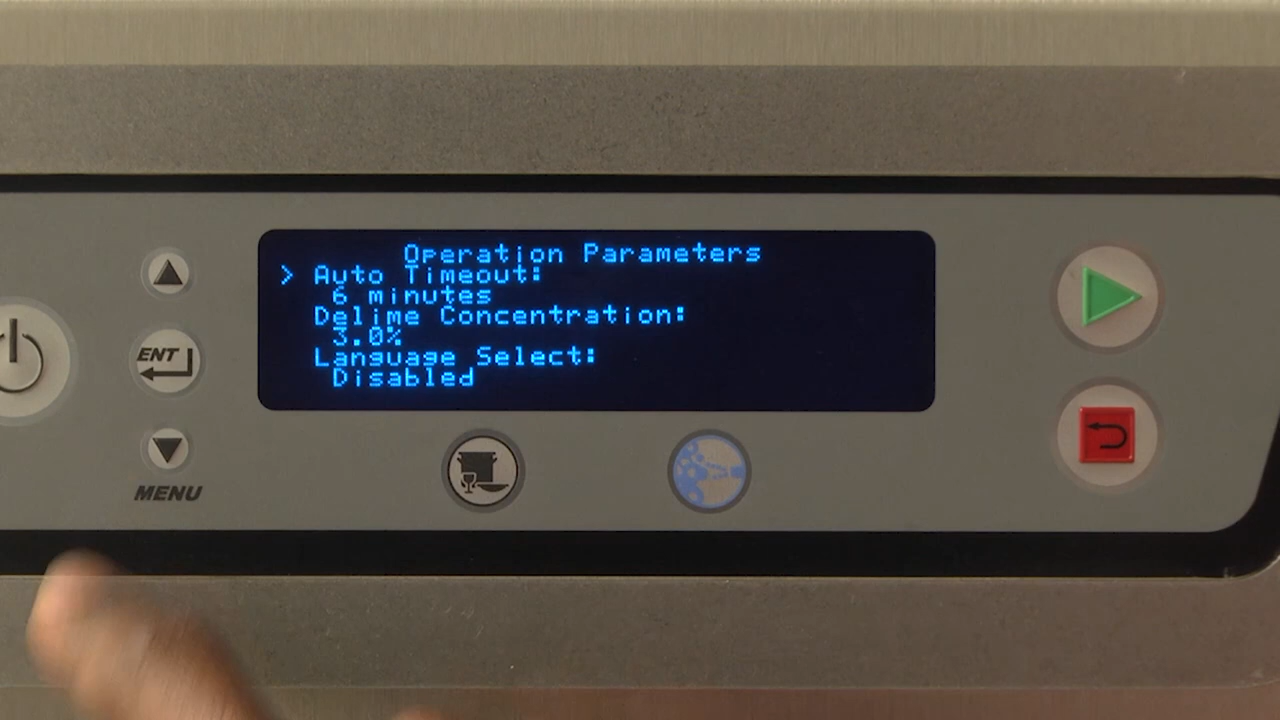 Operation Parameters
> Auto Timeout:
6 minutes
Delime Concentration:
3.0%
Language Select:
Disabled
ENT
MENU